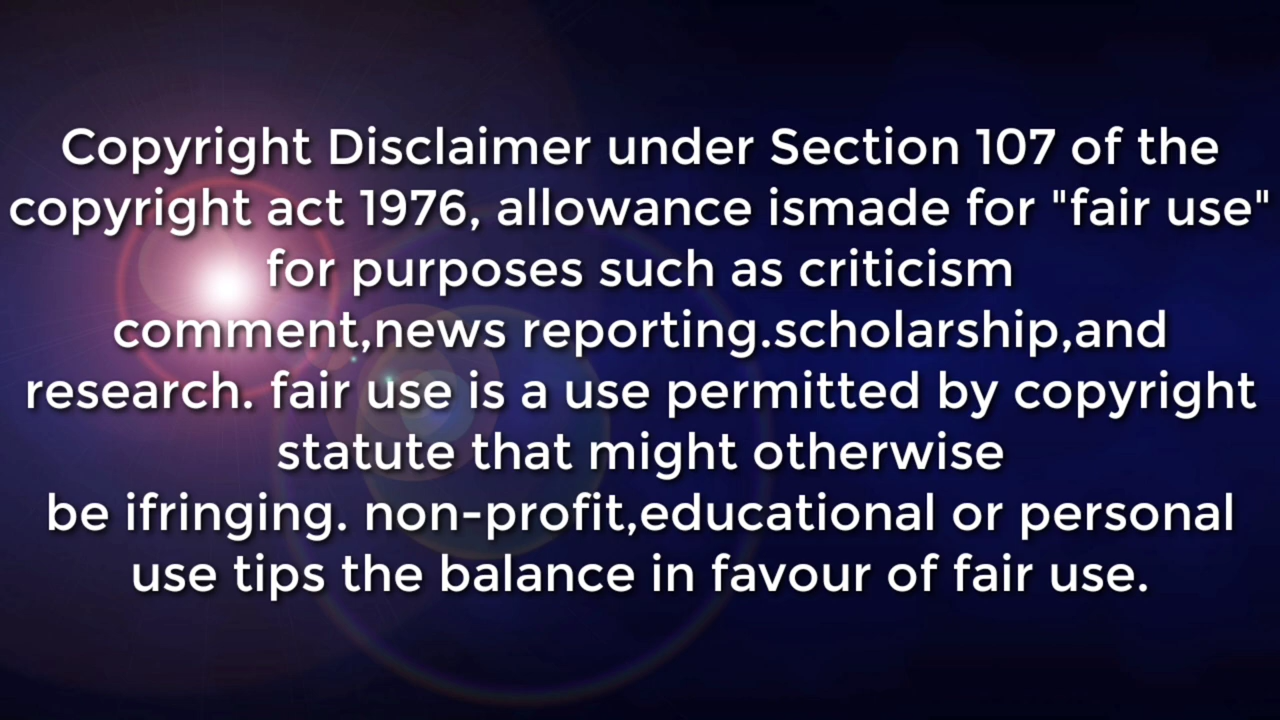 Copyright Disclaimer under Section 107 of the
copyright act 1976, allowance ismade for "fair use"
for purposes such as criticism
comment,news reporting.scholarship,and
research. fair use is a use permitted by copyright
statute that might otherwise
be ifringing. non-profit,educational or personal
use tips the balance in favour of fair use.